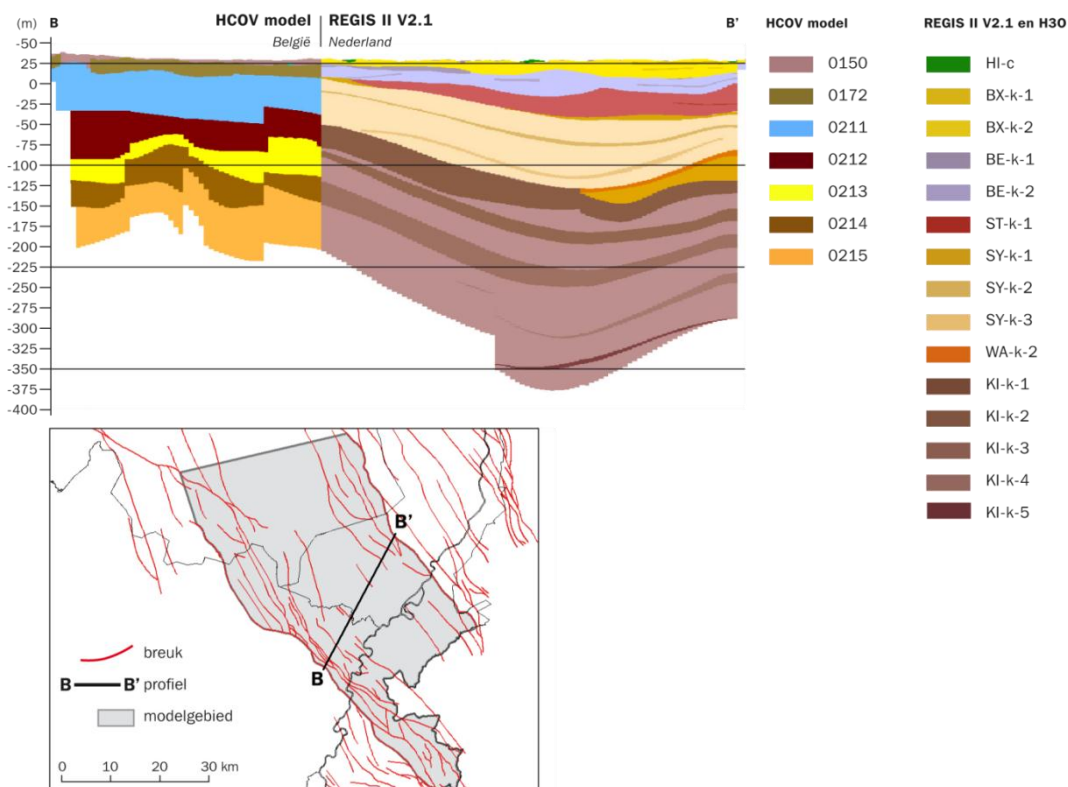 HCOV model REGIS II V2.1
België Nederland
(m) B B'
-50
25
0
-25
-50
-75
-100
-125
-150
-175
-200
-225
-250
-275
-300
-325
-350
-375
-400
HCOV model
0150
0172
0211
0212
0213
0214
0215
REGIS II V2.1 en H3O
Hl-c
BX-k-1
BX-k-2
BE-k-1
BE-k-2
ST-k-1
SY-k-1
SY-k-2
SY-k-3
WA-k-2
KI-k-1
KI-k-2
KI-k-3
KI-k-4
KI-k-5
B'
B
breuk
B B' profiel
modelgebied
0 10 20 30 km